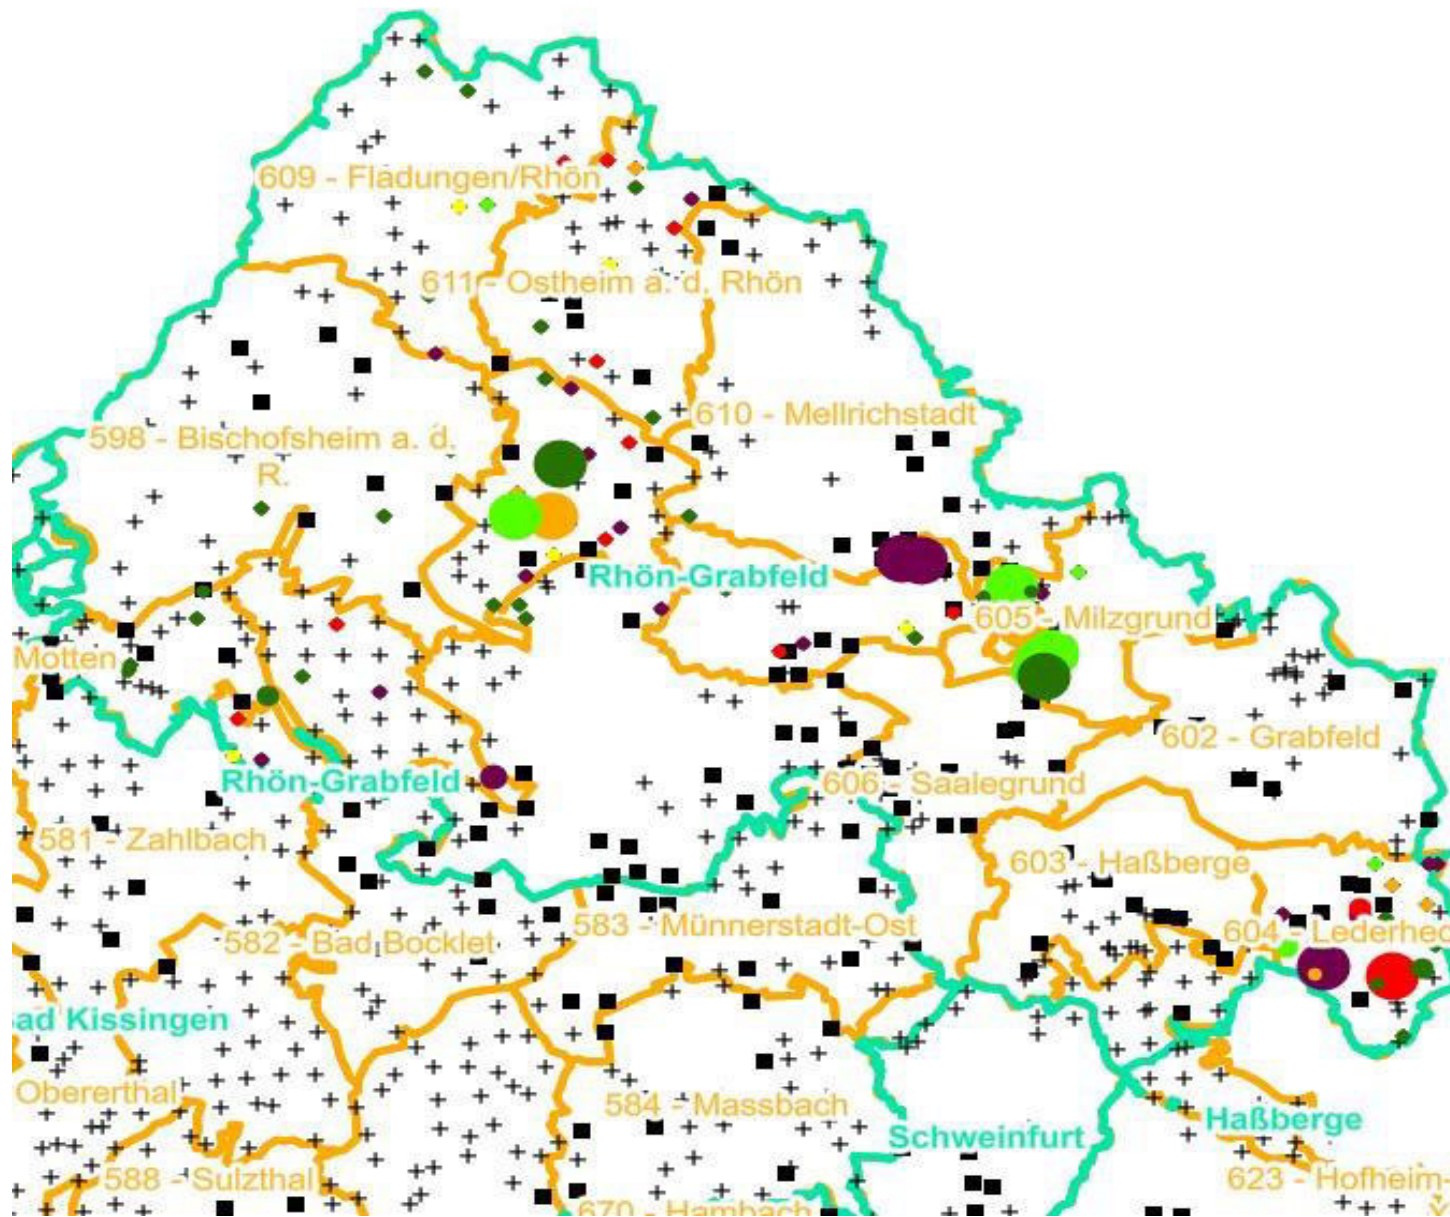 609 - Fladungen/Rhön
611 - Ostheim a. d. Rhön
610 - Mellrichstadt
598 - Bischofsheim a. d.
R.
Rhön-Grabfeld
605 - Milzgrund
Motten
602 - Grabfeld
Rhön-Grabfeld
606 - Saalegrund
581 - Zahlbach
603 - Haßberge
583 - Münnerstadt-Ost
604 - Lederhec
582 - Bad Bocklet
ad Kissingen
Obererthal
584 - Massbach
Haßberge
Schweinfurt
588 - Sulzthal
623 - Hofheim-
670 - Hambach